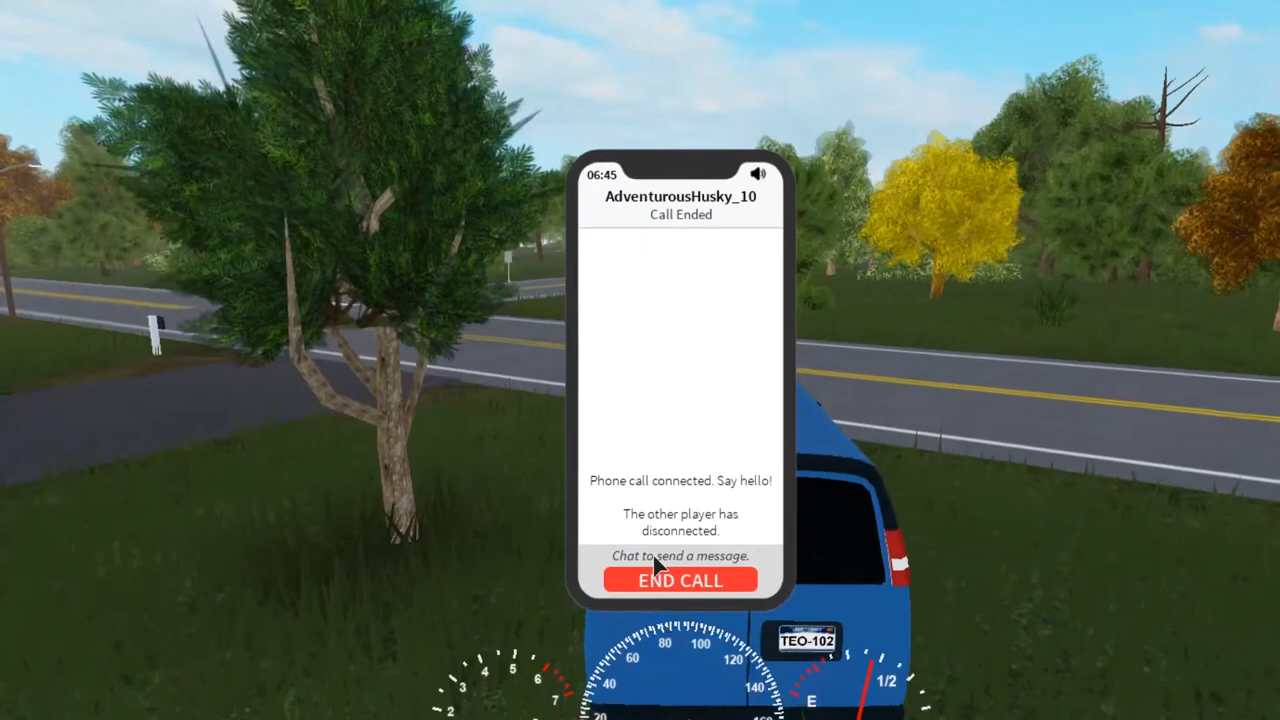 06:45
AdventurousHusky_10
Call Ended
Phone call connected. Say hello!
The other player has
disconnected.
Chat to send a message.
END CALL
TEO-102
2
3
4
5
6
7
20
40
60
80
100
120
140
160
E
1/2